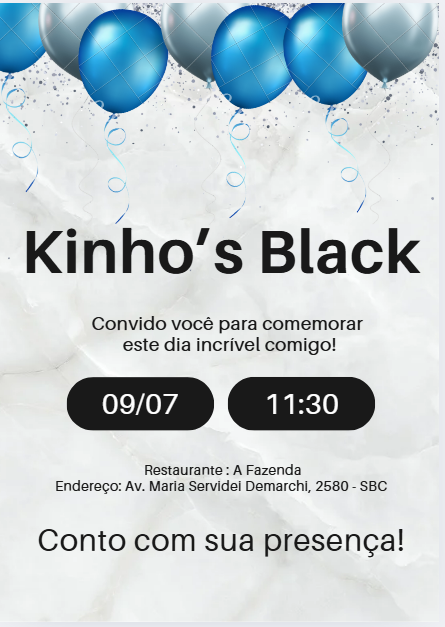 Kinho’s Black
Convido você para comemorar
este dia incrível comigo!
09/07 11:30
Restaurante : A Fazenda
Endereço: Av. Maria Servidei Demarchi, 2580 - SBC
Conto com sua presença!